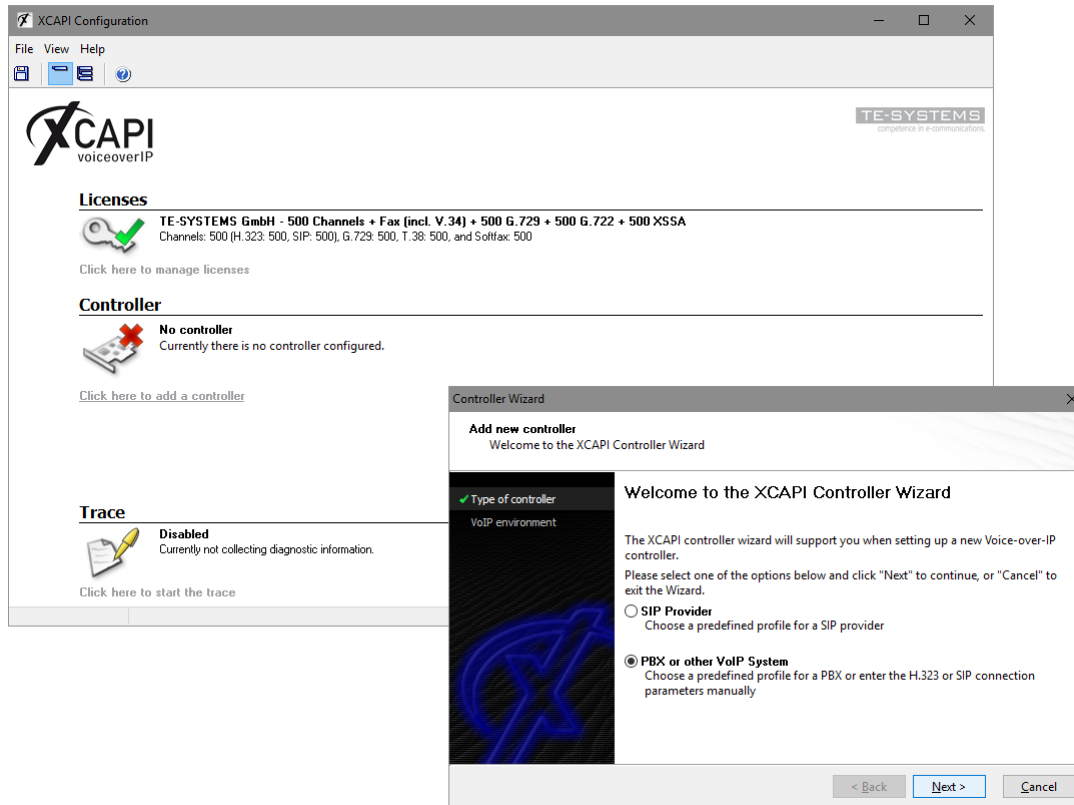 XCAPI Configuration
File View Help
XCAPI
voiceoverIP
TE-SYSTEMS
competence in e-communications.
Licenses
TE-SYSTEMS GmbH - 500 Channels + Fax (incl. V.34) + 500 G.729 + 500 G.722 + 500 XSSA
Channels: 500 (H.323: 500, SIP: 500), G.729: 500, T.38: 500, and Softfax: 500
Click here to manage licenses
Controller
No controller
Currently there is no controller configured.
Click here to add a controller
Trace
Disabled
Currently not collecting diagnostic information.
Click here to start the trace
Controller Wizard
Add new controller
Welcome to the XCAPI Controller Wizard
Type of controller
VoIP environment
Welcome to the XCAPI Controller Wizard
The XCAPI controller wizard will support you when setting up a new Voice-over-IP
controller.
Please select one of the options below and click "Next" to continue, or "Cancel" to
exit the Wizard.
SIP Provider
Choose a predefined profile for a SIP provider
PBX or other VoIP System
Choose a predefined profile for a PBX or enter the H.323 or SIP connection
parameters manually
< Back Next > Cancel